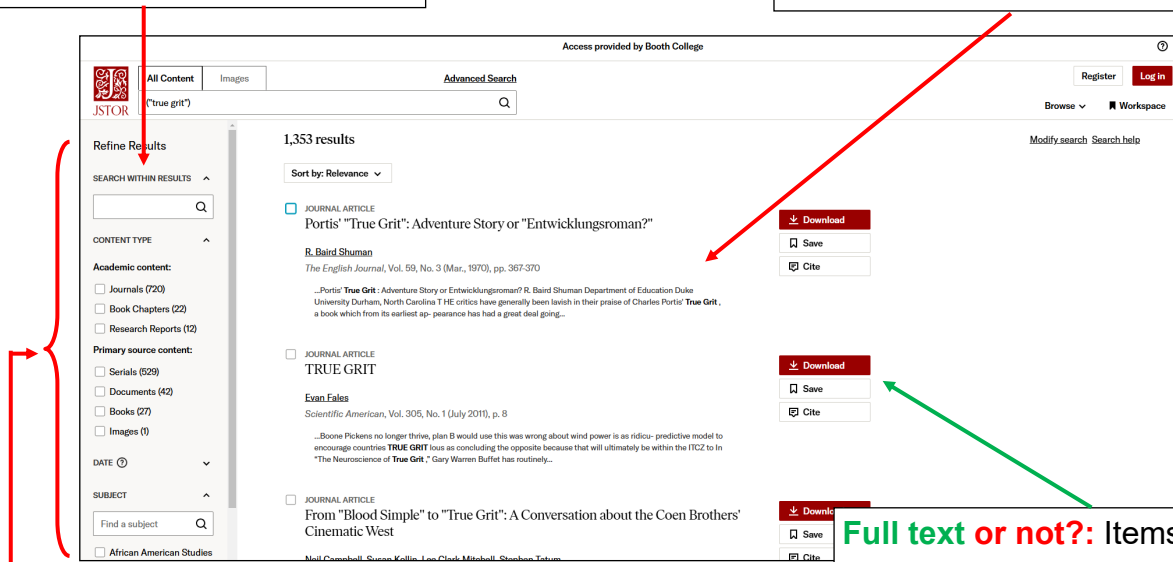 Access provided by Booth College
All Content Images Advanced Search Register Log in
JSTOR ("true grit") Browse Workspace
Refine Results
SEARCH WITHIN RESULTS
CONTENT TYPE
Academic content:
Journals (720)
Book Chapters (22)
Research Reports (12)
Primary source content:
Serials (529)
Documents (42)
Books (27)
Images (1)
DATE
SUBJECT
Find a subject
African American Studies
1,353 results Modify search Search help
Sort by: Relevance
JOURNAL ARTICLE
Portis' "True Grit": Adventure Story or "Entwicklungsroman?"
R. Baird Shuman
The English Journal, Vol. 59, No. 3 (Mar., 1970), pp. 367-370
...Portis' True Grit : Adventure Story or Entwicklungsroman? R. Baird Shuman Department of Education Duke
University Durham, North Carolina T HE critics have generally been lavish in their praise of Charles Portis' True Grit ,
a book which from its earliest ap- pearance has had a great deal going...
Download
Save
Cite
JOURNAL ARTICLE
TRUE GRIT
Evan Fales
Scientific American, Vol. 305, No. 1 (July 2011), p. 8
...Boone Pickens no longer thrive, plan B would use this was wrong about wind power is as ridicu- predictive model to
encourage countries TRUE GRIT lous as concluding the opposite because that will ultimately be within the ITCZ to In
"The Neuroscience of True Grit ," Gary Warren Buffet has routinely...
Download
Save
Cite
JOURNAL ARTICLE
From "Blood Simple" to "True Grit": A Conversation about the Coen Brothers'
Cinematic West
Neil Campbell, Susan Kollin, Lee Clark Mitchell, Stephen Tatum
Downlo
Save
Cite
Full text or not?: Items